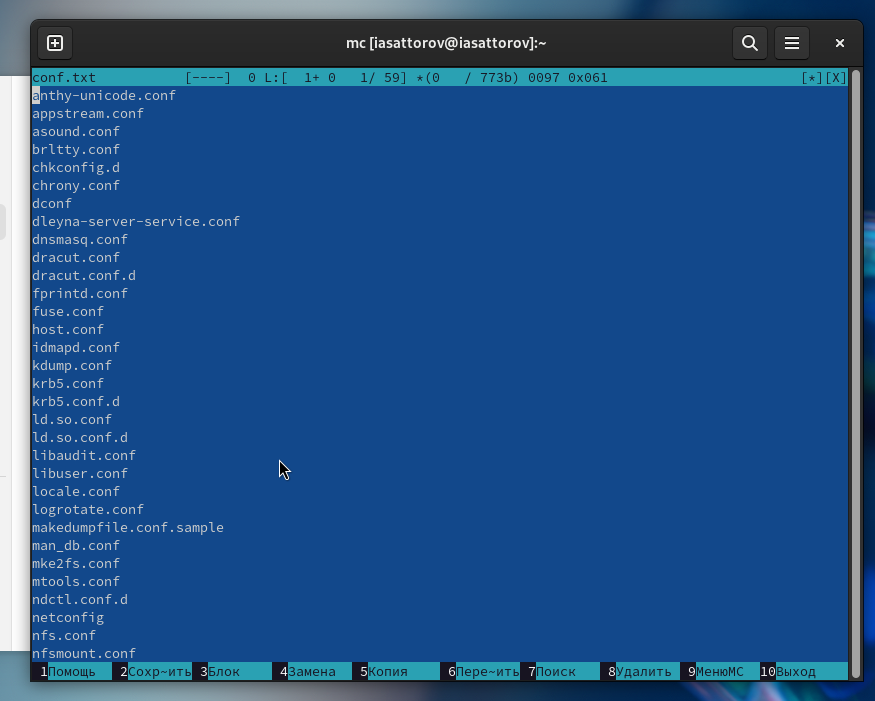 mc [iasattorov@iasattorov]:~
conf.txt [----] 0 L:[ 1+ 0 1/ 59] *(0 / 773b) 0097 0x061 [*][X]
anthy-unicode.conf
appstream.conf
asound.conf
brltty.conf
chkconfig.d
chrony.conf
dconf
dleyna-server-service.conf
dnsmasq.conf
dracut.conf
dracut.conf.d
fprintd.conf
fuse.conf
host.conf
idmapd.conf
kdump.conf
krb5.conf
krb5.conf.d
ld.so.conf
ld.so.conf.d
libaudit.conf
libuser.conf
locale.conf
logrotate.conf
makedumpfile.conf.sample
man_db.conf
mke2fs.conf
mtools.conf
ndctl.conf.d
netconfig
nfs.conf
nfsmount.conf
1Помощь 2Сохр~ить 3Блок 4Замена 5Копия 6Пере~ить 7Поиск 8Удалить 9МенюMC 10Выход